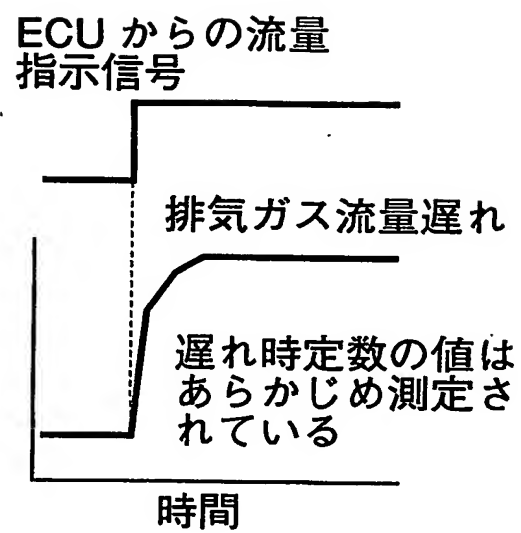 ECU からの流量
指示信号
排気ガス流量遅れ
遅れ時定数の値は
あらかじめ測定さ
れている
時間